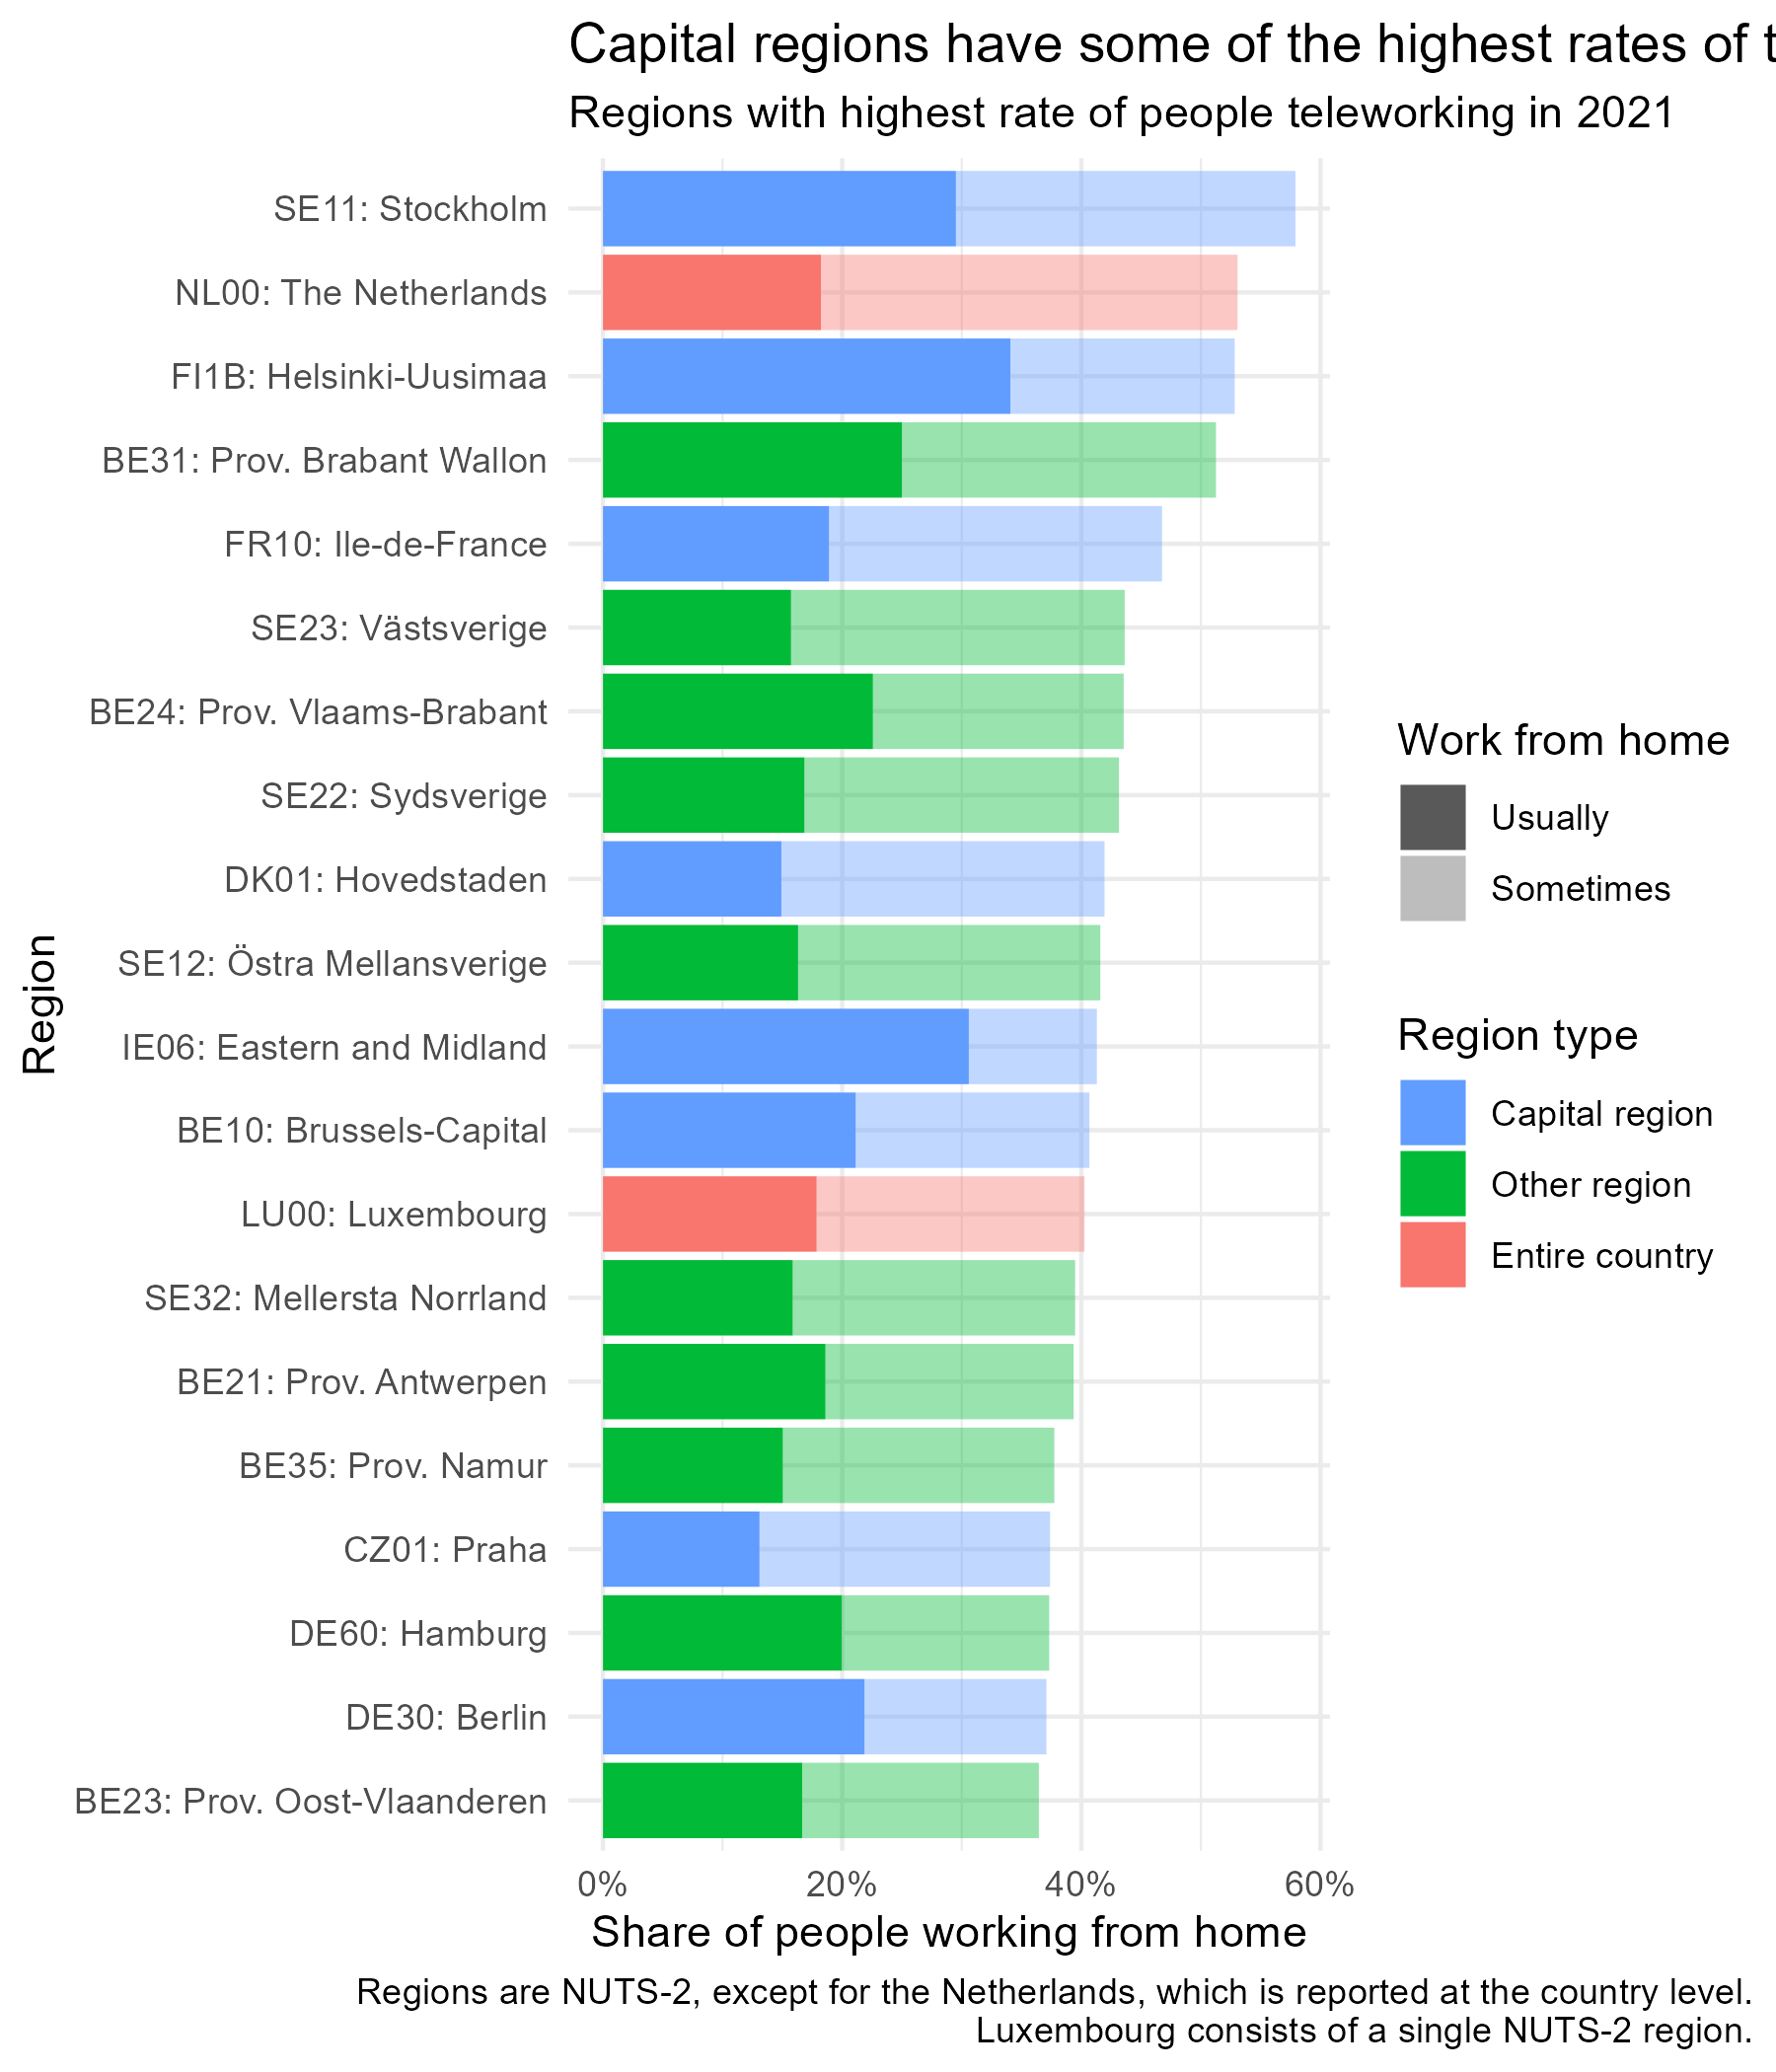 Capital regions have some of the highest rates of t
Regions with highest rate of people teleworking in 2021
Region
SE11: Stockholm
NL00: The Netherlands
FI1B: Helsinki-Uusimaa
BE31: Prov. Brabant Wallon
FR10: Ile-de-France
SE23: Västsverige
BE24: Prov. Vlaams-Brabant
SE22: Sydsverige
DK01: Hovedstaden
SE12: Östra Mellansverige
IE06: Eastern and Midland
BE10: Brussels-Capital
LU00: Luxembourg
SE32: Mellersta Norrland
BE21: Prov. Antwerpen
BE35: Prov. Namur
CZ01: Praha
DE60: Hamburg
DE30: Berlin
BE23: Prov. Oost-Vlaanderen
0% 20% 40% 60%
Share of people working from home
Work from home
Usually
Sometimes
Region type
Capital region
Other region
Entire country
Regions are NUTS-2, except for the Netherlands, which is reported at the country level.
Luxembourg consists of a single NUTS-2 region.